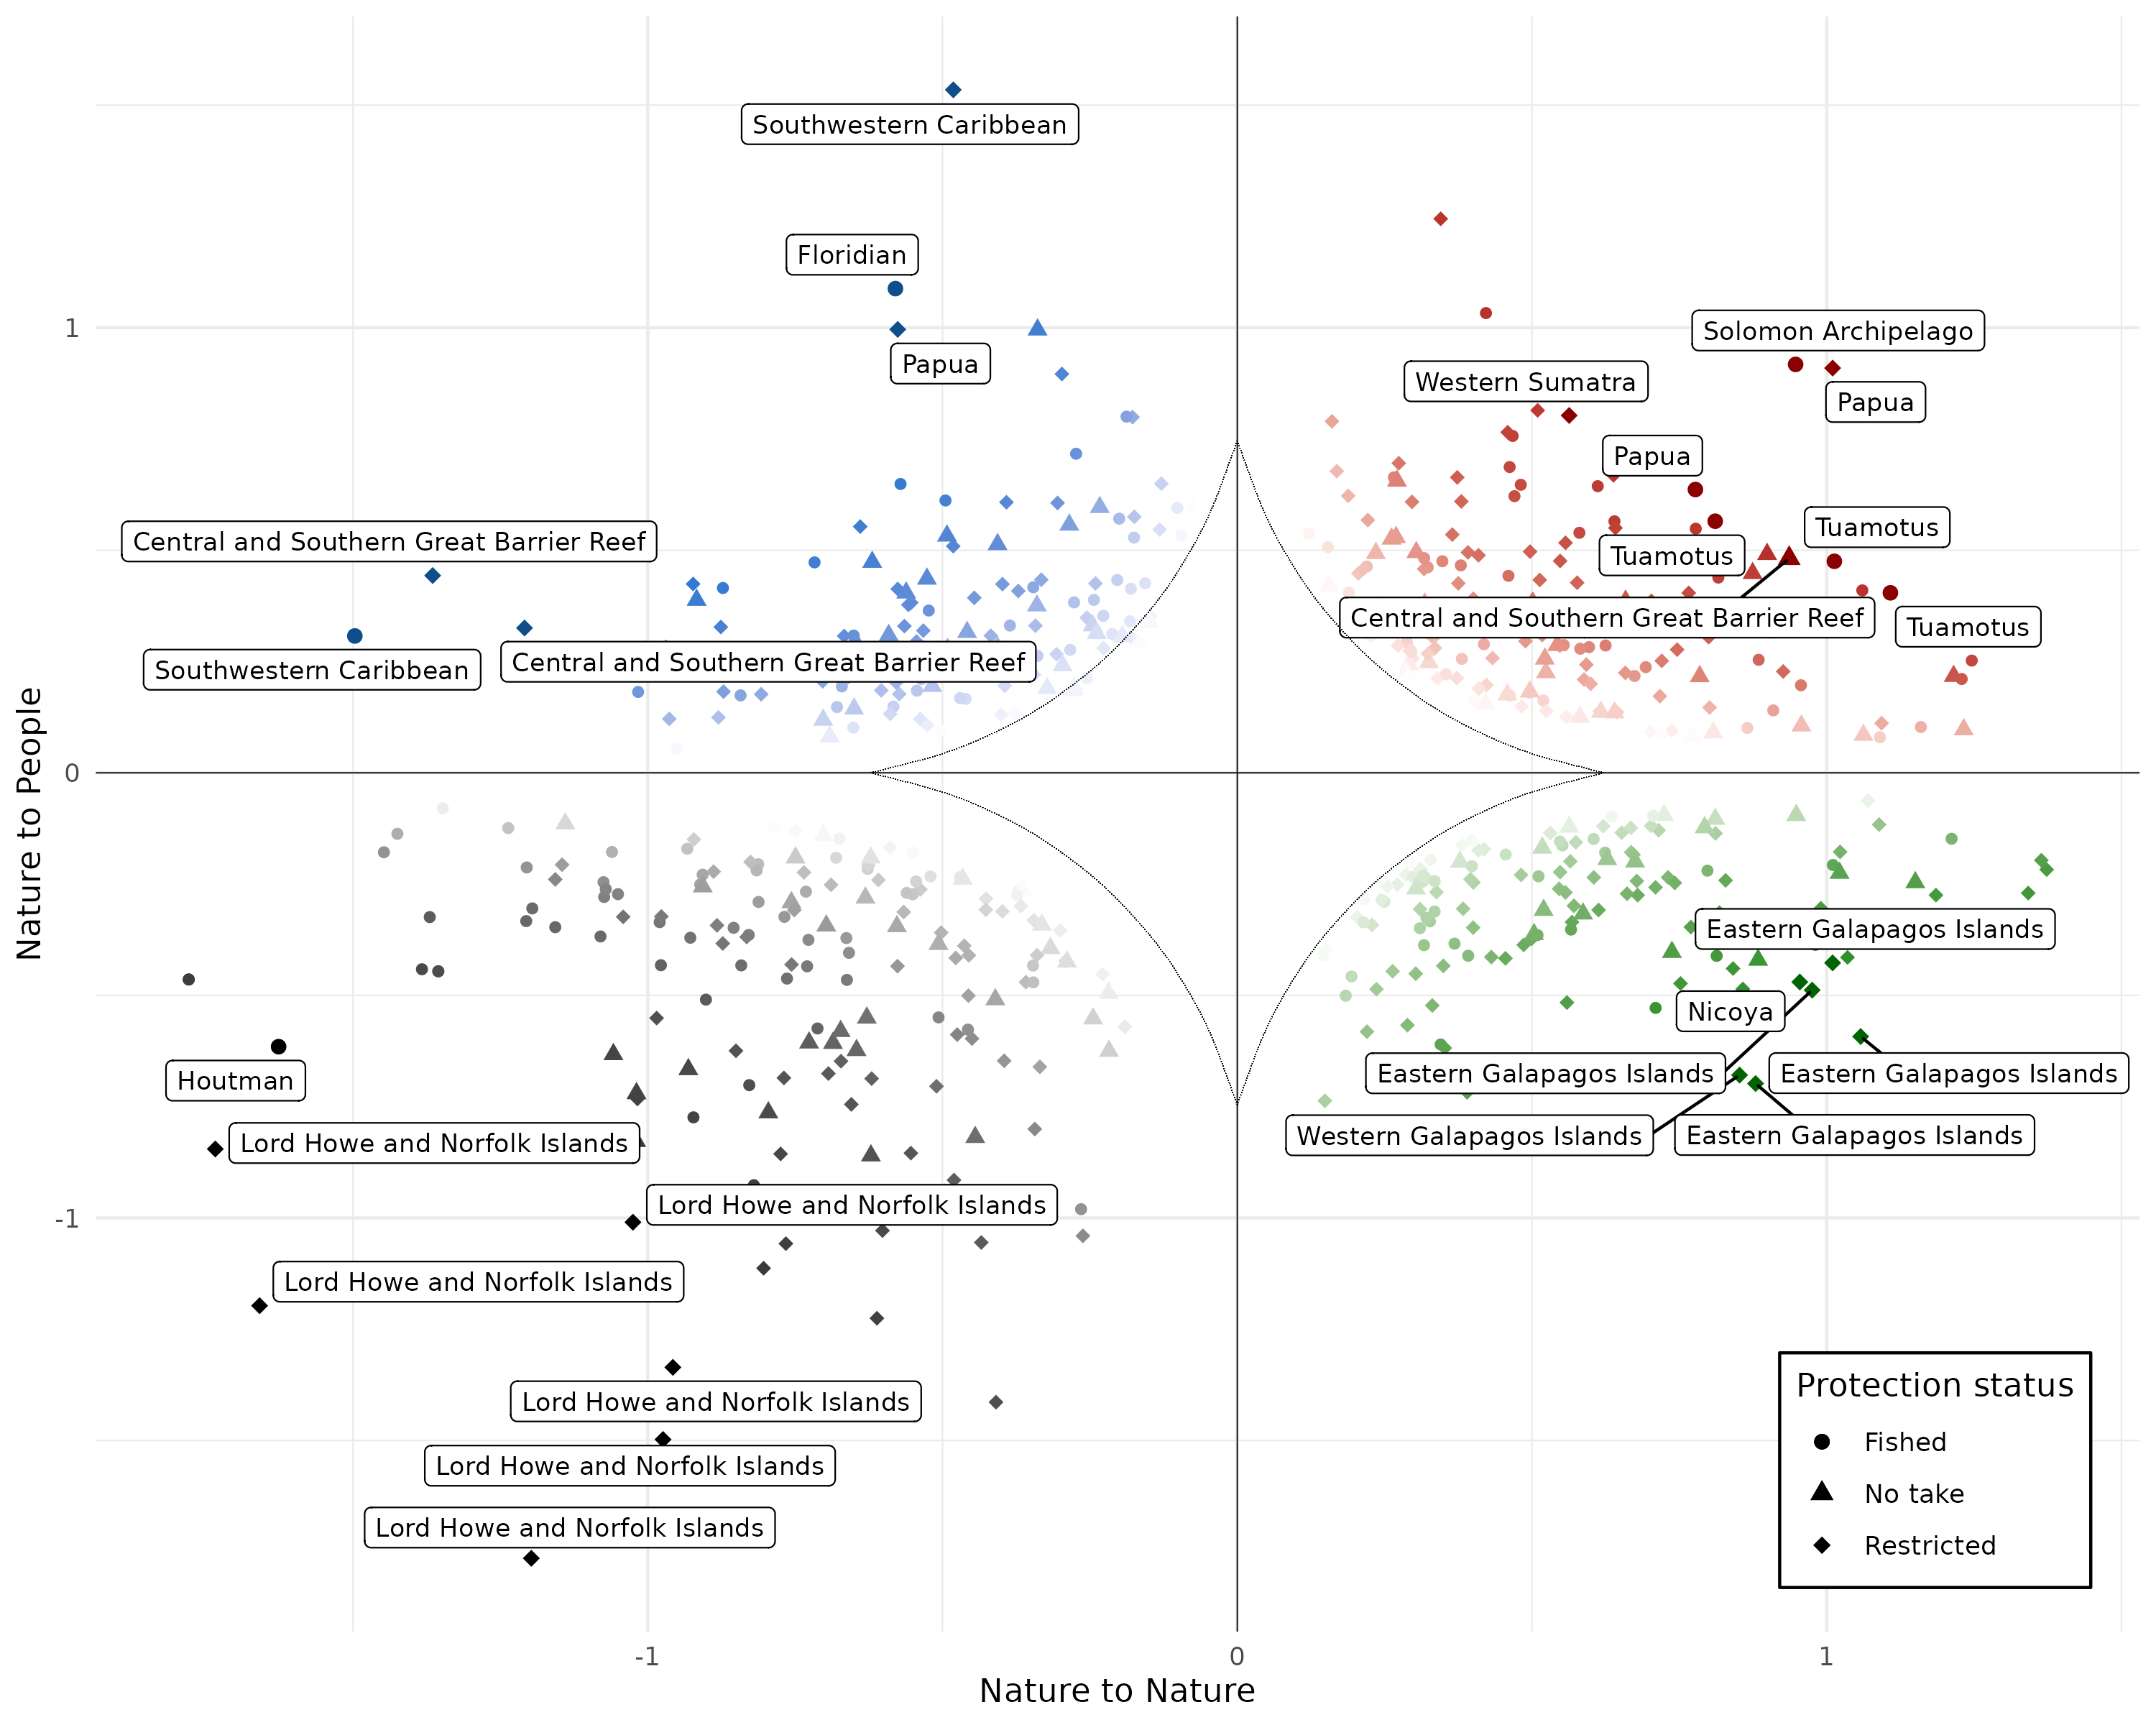 Southwestern Caribbean
Floridian
1
Solomon Archipelago
Papua
Western Sumatra
Papua
Papua
Tuamotus
Central and Southern Great Barrier Reef
Tuamotus
Central and Southern Great Barrier Reef
Tuamotus
Southwestern Caribbean
Central and Southern Great Barrier Reef
0
Nature to People
Eastern Galapagos Islands
Nicoya
Houtman
Eastern Galapagos Islands
Eastern Galapagos Islands
Lord Howe and Norfolk Islands
Western Galapagos Islands
Eastern Galapagos Islands
Lord Howe and Norfolk Islands
-1
Lord Howe and Norfolk Islands
Lord Howe and Norfolk Islands
Lord Howe and Norfolk Islands
Lord Howe and Norfolk Islands
Protection status
Fished
No take
Restricted
-1
0
1
Nature to Nature